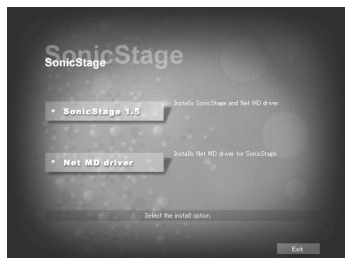 SonicStage
SonicStage
SonicStage 1.5
Installs SonicStage and Net MD driver.
Net MD driver
Installs Net MD driver for SonicStage.
Select the install option.
Exit